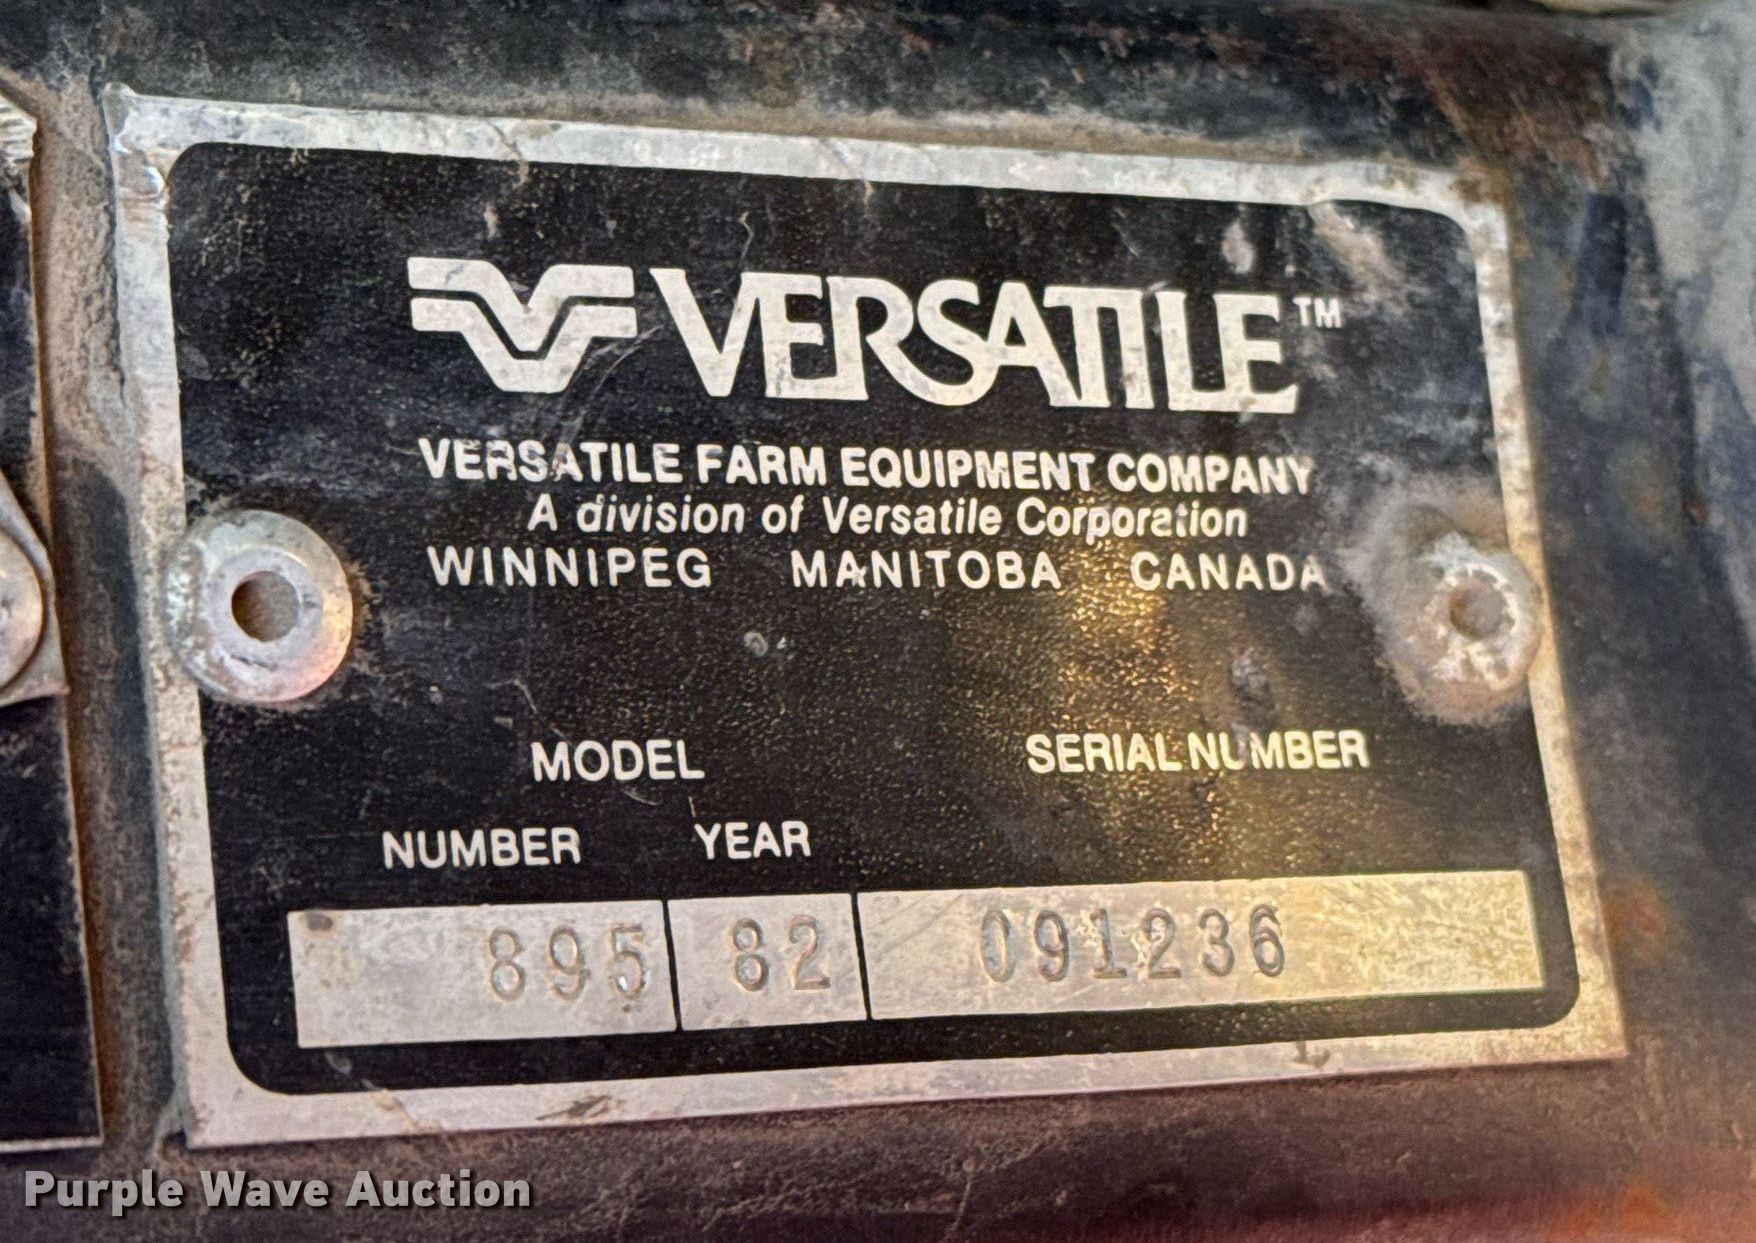 VERSATILE™
VERSATILE FARM EQUIPMENT COMPANY
A division of Versatile Corporation
WINNIPEG MANITOBA CANADA
MODEL
SERIAL NUMBER
NUMBER YEAR
895 82 091236
Purple Wave Auction